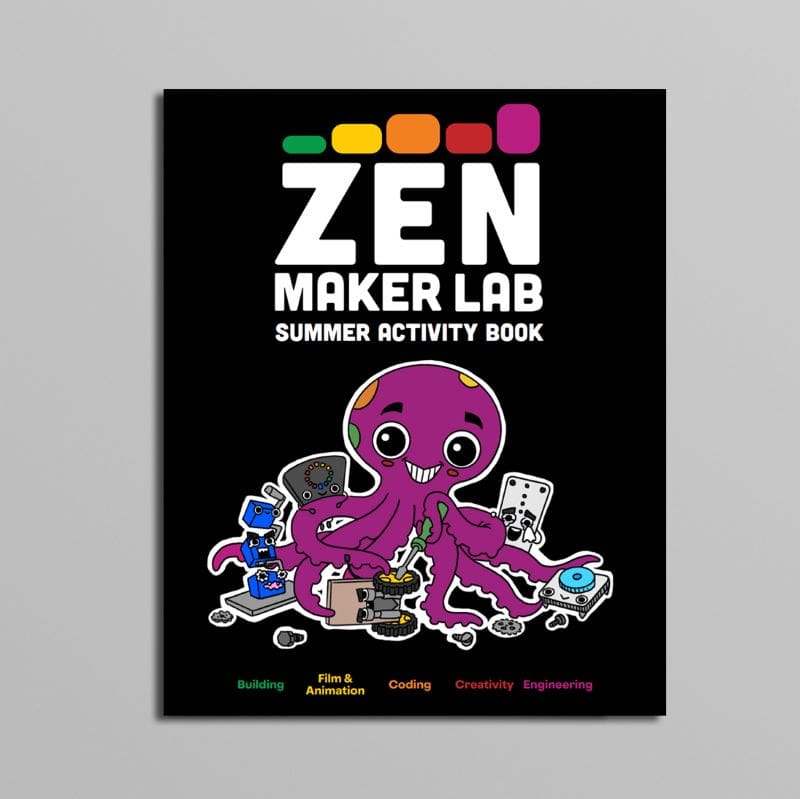 ZEN
MAKER LAB
SUMMER ACTIVITY BOOK
Building
Film &
Animation
Coding
Creativity
Engineering